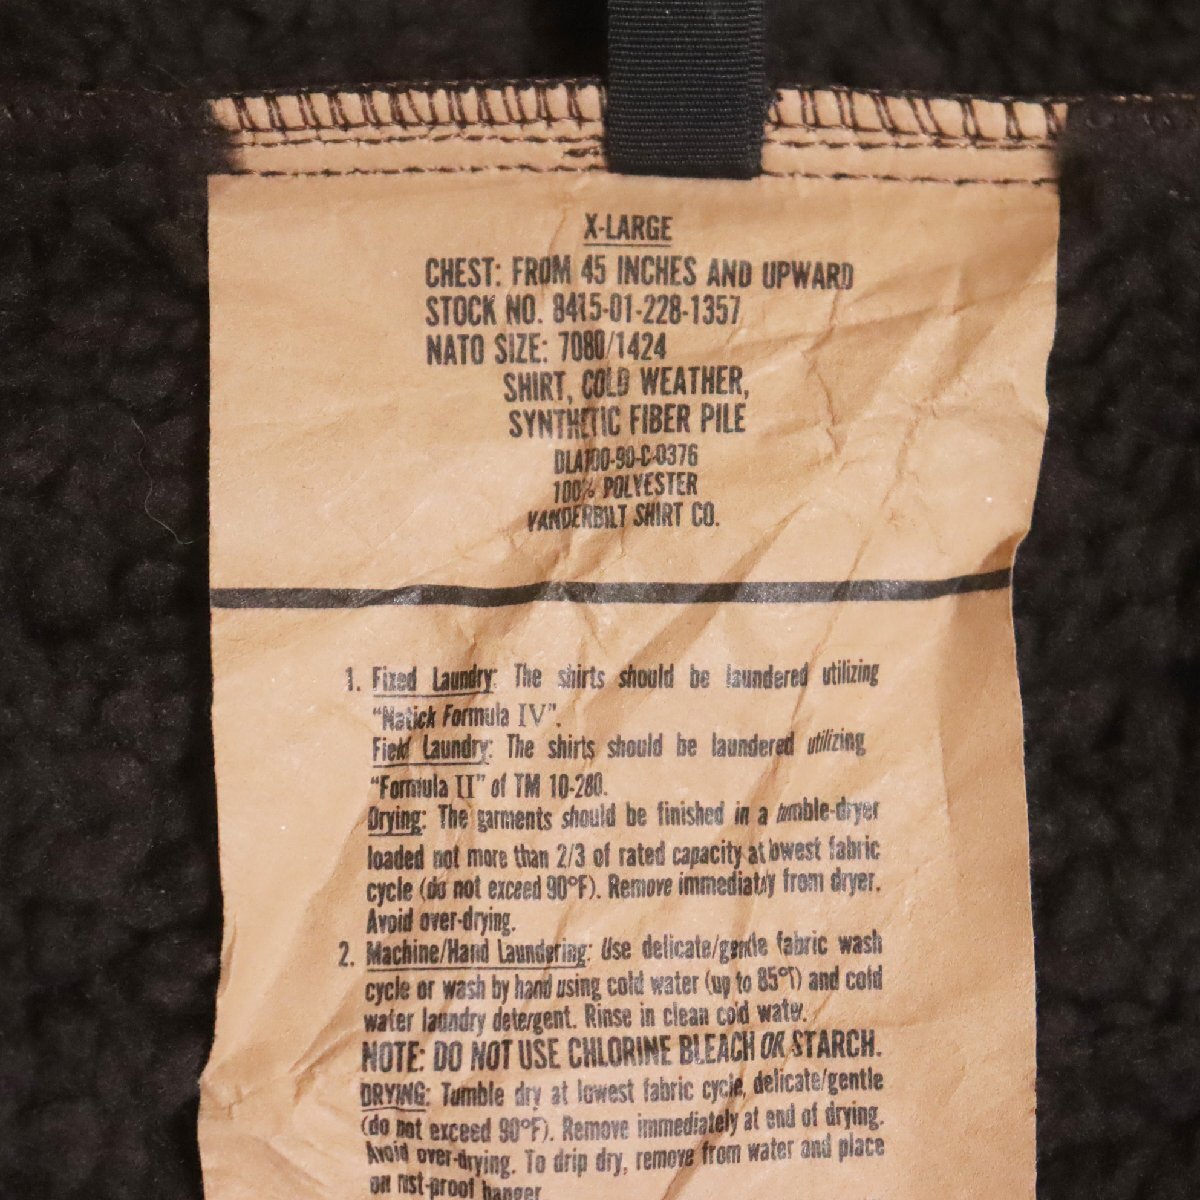 X-LARGE
CHEST: FROM 45 INCHES AND UPWARD
STOCK NO. 8415-01-228-1357
NATO SIZE: 7080/1424
SHIRT, COLD WEATHER,
SYNTHETIC FIBER PILE
DLA100-90-C-0376
100% POLYESTER
VANDERBILT SHIRT CO.
1. Fixed Laundry: The shirts should be laundered utilizing
"Natick Formula IV".
Field Laundry: The shirts should be laundered utilizing
"Formula II" of TM 10-280.
Drying: The garments should be finished in a tumble-dryer
loaded not more than 2/3 of rated capacity at lowest fabric
cycle (do not exceed 90°F). Remove immediately from dryer.
Avoid over-drying.
2. Machine/Hand Laundering: Use delicate/gentle fabric wash
cycle or wash by hand using cold water (up to 85°F) and cold
water laundry detergent. Rinse in clean cold water.
NOTE: DO NOT USE CHLORINE BLEACH OR STARCH.
DRYING: Tumble dry at lowest fabric cycle, delicate/gentle
(do not exceed 90°F). Remove immediately at end of drying.
Avoid over-drying. To drip dry, remove from water and place
on rust-proof hanger